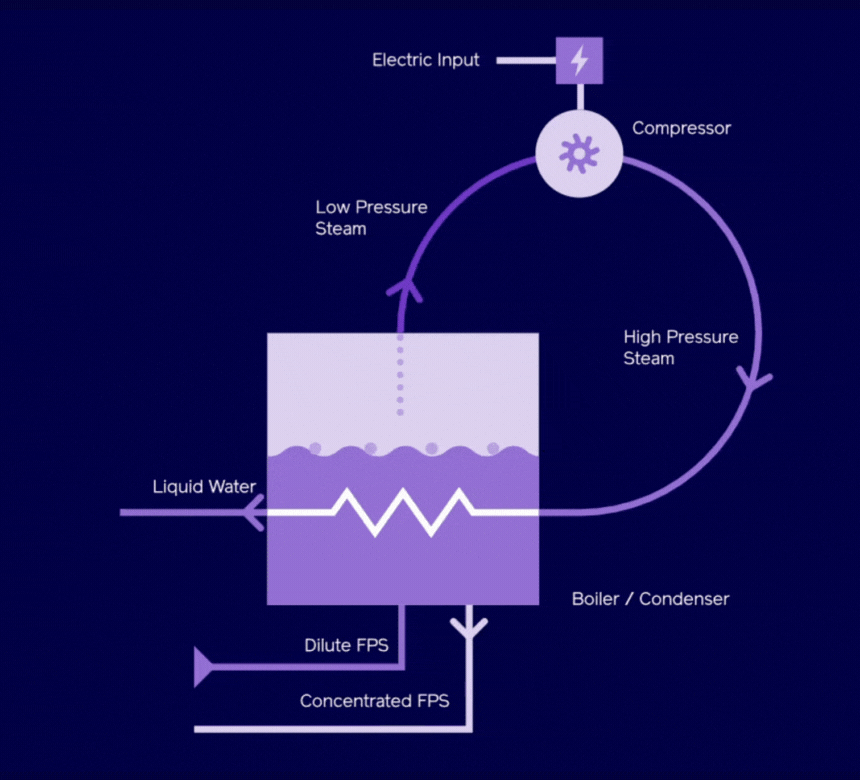 Electric Input
Compressor
Low Pressure
Steam
High Pressure
Steam
Liquid Water
Boiler / Condenser
Dilute FPS
Concentrated FPS